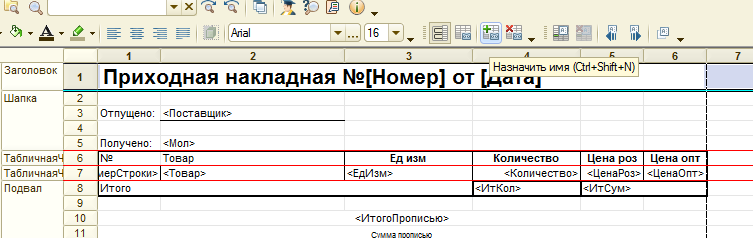 Arial ... 16
1 2 3 4 5 6 7
Назначить имя (Ctrl+Shift+N)
Заголовок 1 Приходная накладная №[Номер] от [Дата]
Шапка 2
3 Отпущено: <Поставщик>
4
5 Получено: <Мол>
ТабличнаяЧ 6 № Товар Ед изм Количество Цена роз Цена опт
ТабличнаяЧ 7 мерСтроки> <Товар> <ЕдИзм> <Количество> <ЦенаРоз> <ЦенаОпт>
Подвал 8 Итого <ИтКол> <ИтСум>
9
10 <ИтогоПрописью>
11 Сумма прописью